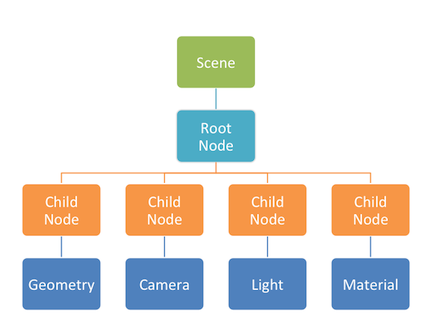 Scene
Root
Node
Child
Node
Child
Node
Child
Node
Child
Node
Geometry
Camera
Light
Material